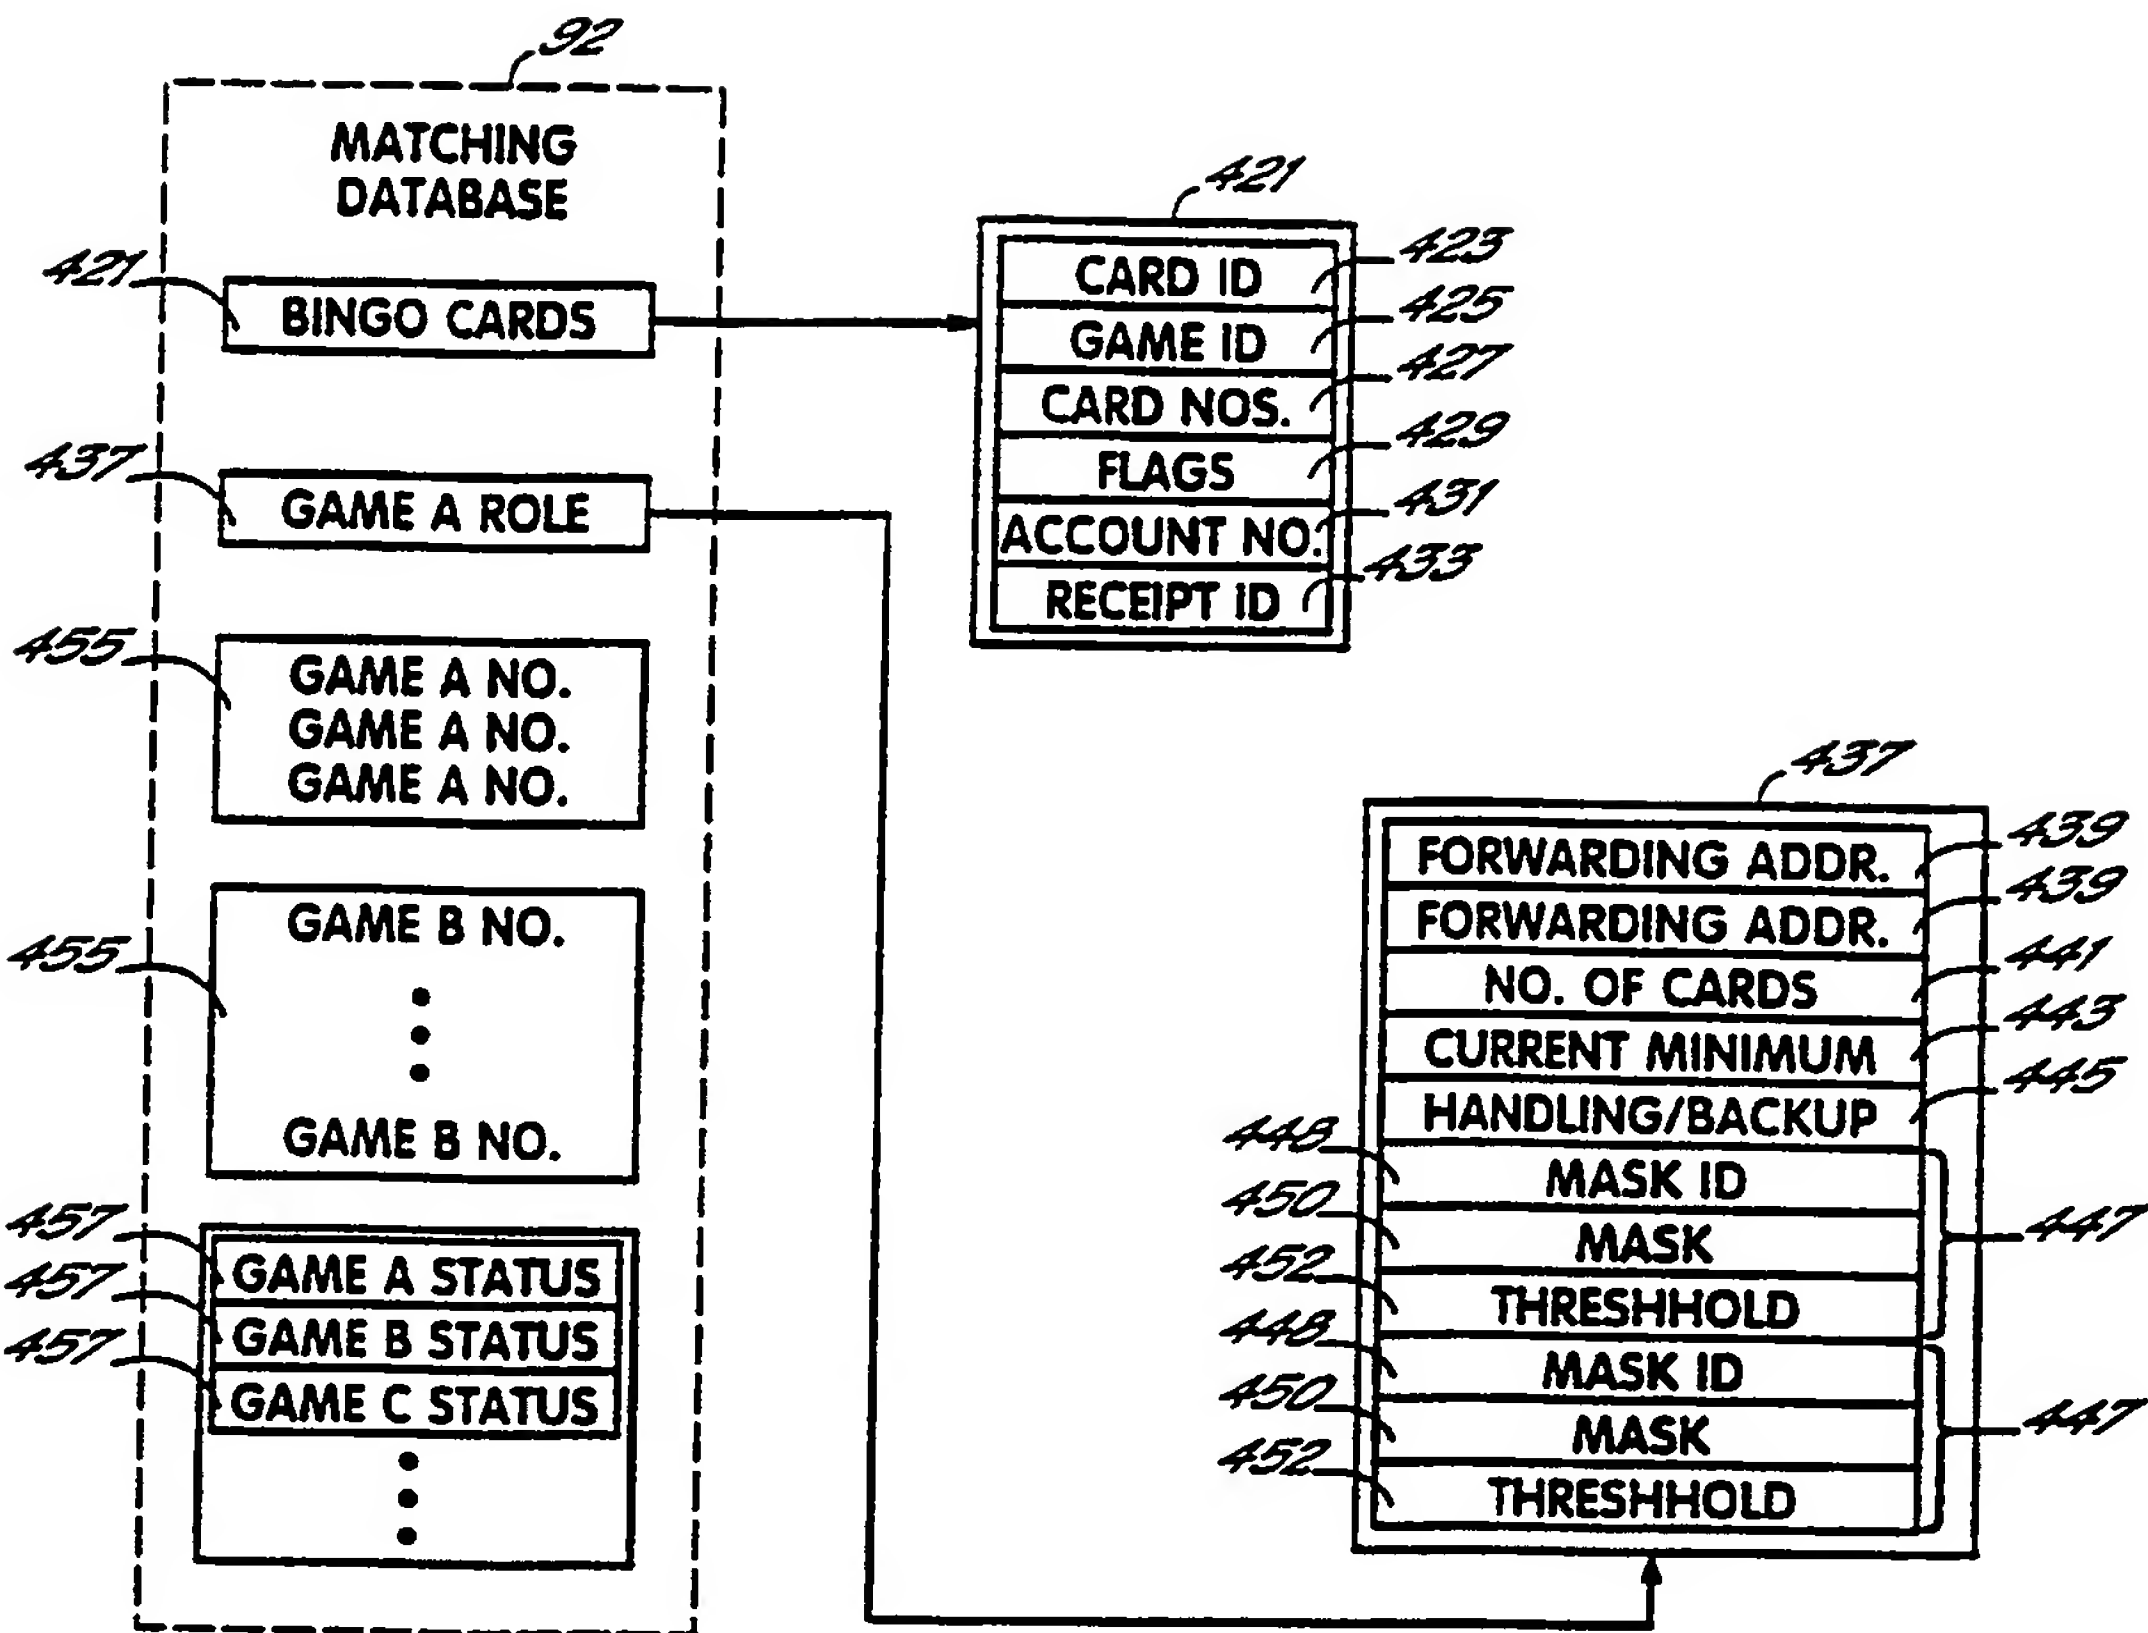 92
MATCHING
DATABASE
421
BINGO CARDS
437
GAME A ROLE
455
GAME A NO.
GAME A NO.
GAME A NO.
455
GAME B NO.
GAME B NO.
457
GAME A STATUS
457
GAME B STATUS
457
GAME C STATUS
421
CARD ID
423
GAME ID
425
CARD NOS.
427
FLAGS
429
ACCOUNT NO.
431
RECEIPT ID
433
437
FORWARDING ADDR.
439
FORWARDING ADDR.
439
NO. OF CARDS
441
CURRENT MINIMUM
443
HANDLING/BACKUP
445
448
MASK ID
450
MASK
447
452
THRESHHOLD
448
MASK ID
450
MASK
447
452
THRESHHOLD